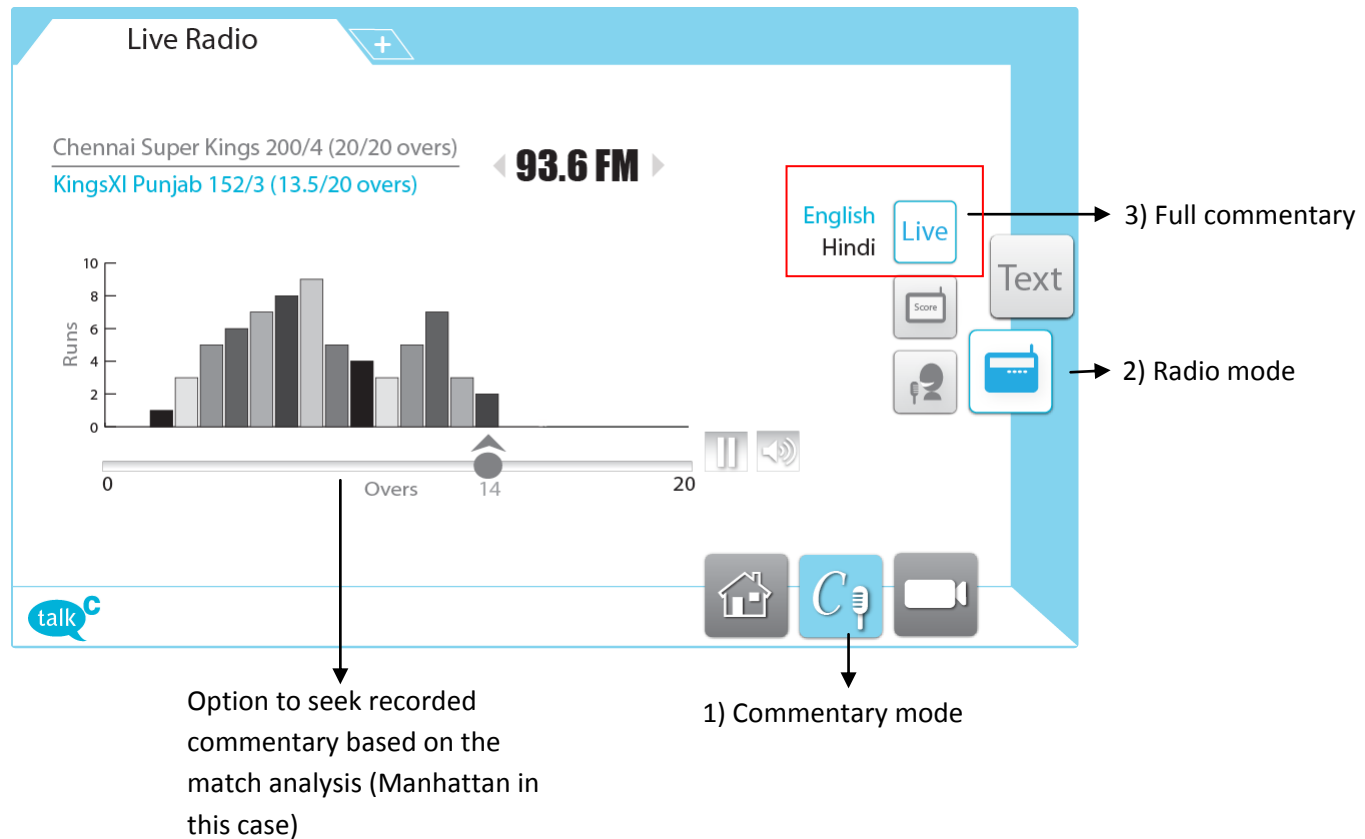 Live Radio
+
Chennai Super Kings 200/4 (20/20 overs)
KingsXI Punjab 152/3 (13.5/20 overs)
93.6 FM
English
Hindi
Live
3) Full commentary
Text
Score
2) Radio mode
10
8
6
4
2
0
Runs
0
Overs
14
20
C
talk C
1) Commentary mode
Option to seek recorded
commentary based on the
match analysis (Manhattan in
this case)